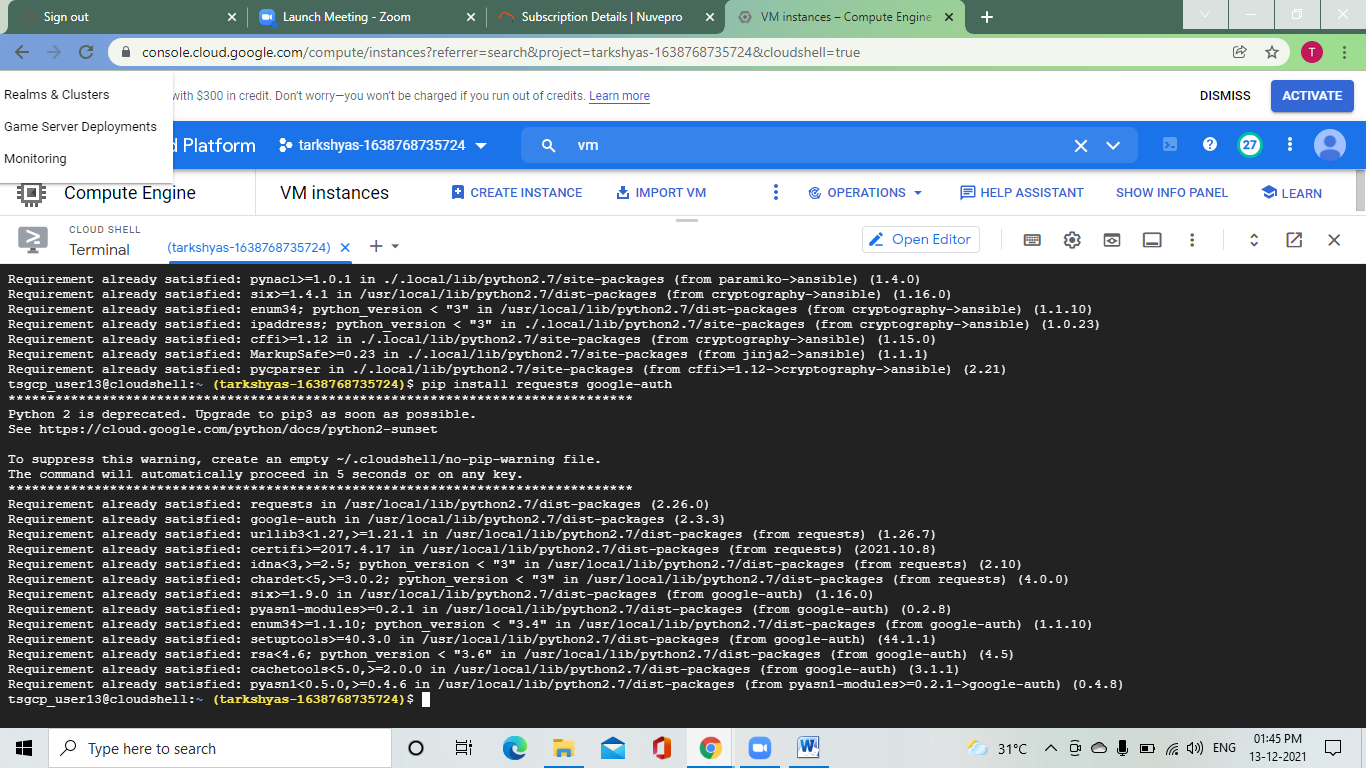 Sign out
Launch Meeting - Zoom
Subscription Details | Nuvepro
VM instances – Compute Engine
console.cloud.google.com/compute/instances?referrer=search&project=tarkshyas-1638768735724&cloudshell=true
T
Realms & Clusters
Game Server Deployments
Monitoring
with $300 in credit. Don't worry—you won't be charged if you run out of credits. Learn more
DISMISS
ACTIVATE
d Platform
tarkshyas-1638768735724
vm
27
Compute Engine
VM instances
CREATE INSTANCE
IMPORT VM
OPERATIONS
HELP ASSISTANT
SHOW INFO PANEL
LEARN
CLOUD SHELL
Terminal
(tarkshyas-1638768735724)
Open Editor
Requirement already satisfied: pynacl>=1.0.1 in ./.local/lib/python2.7/site-packages (from paramiko->ansible) (1.4.0)
Requirement already satisfied: six>=1.4.1 in /usr/local/lib/python2.7/dist-packages (from cryptography->ansible) (1.16.0)
Requirement already satisfied: enum34; python_version < "3" in /usr/local/lib/python2.7/dist-packages (from cryptography->ansible) (1.1.10)
Requirement already satisfied: ipaddress; python_version < "3" in ./.local/lib/python2.7/site-packages (from cryptography->ansible) (1.0.23)
Requirement already satisfied: cffi>=1.12 in ./.local/lib/python2.7/site-packages (from cryptography->ansible) (1.15.0)
Requirement already satisfied: MarkupSafe>=0.23 in ./.local/lib/python2.7/site-packages (from jinja2->ansible) (1.1.1)
Requirement already satisfied: pycparser in ./.local/lib/python2.7/site-packages (from cffi>=1.12->cryptography->ansible) (2.21)
tsgcp_user13@cloudshell:~ (tarkshyas-1638768735724)$ pip install requests google-auth
********************************************************************************
Python 2 is deprecated. Upgrade to pip3 as soon as possible.
See https://cloud.google.com/python/docs/python2-sunset
To suppress this warning, create an empty ~/.cloudshell/no-pip-warning file.
The command will automatically proceed in 5 seconds or on any key.
********************************************************************************
Requirement already satisfied: requests in /usr/local/lib/python2.7/dist-packages (2.26.0)
Requirement already satisfied: google-auth in /usr/local/lib/python2.7/dist-packages (2.3.3)
Requirement already satisfied: urllib3<1.27,>=1.21.1 in /usr/local/lib/python2.7/dist-packages (from requests) (1.26.7)
Requirement already satisfied: certifi>=2017.4.17 in /usr/local/lib/python2.7/dist-packages (from requests) (2021.10.8)
Requirement already satisfied: idna<3,>=2.5; python_version < "3" in /usr/local/lib/python2.7/dist-packages (from requests) (2.10)
Requirement already satisfied: chardet<5,>=3.0.2; python_version < "3" in /usr/local/lib/python2.7/dist-packages (from requests) (4.0.0)
Requirement already satisfied: six>=1.9.0 in /usr/local/lib/python2.7/dist-packages (from google-auth) (1.16.0)
Requirement already satisfied: pyasn1-modules>=0.2.1 in /usr/local/lib/python2.7/dist-packages (from google-auth) (0.2.8)
Requirement already satisfied: enum34>=1.1.10; python_version < "3.4" in /usr/local/lib/python2.7/dist-packages (from google-auth) (1.1.10)
Requirement already satisfied: setuptools>=40.3.0 in /usr/local/lib/python2.7/dist-packages (from google-auth) (44.1.1)
Requirement already satisfied: rsa<4.6; python_version < "3.6" in /usr/local/lib/python2.7/dist-packages (from google-auth) (4.5)
Requirement already satisfied: cachetools<5.0,>=2.0.0 in /usr/local/lib/python2.7/dist-packages (from google-auth) (3.1.1)
Requirement already satisfied: pyasn1<0.5.0,>=0.4.6 in /usr/local/lib/python2.7/dist-packages (from pyasn1-modules>=0.2.1->google-auth) (0.4.8)
tsgcp_user13@cloudshell:~ (tarkshyas-1638768735724)$
Type here to search
31°C
ENG
01:45 PM
13-12-2021